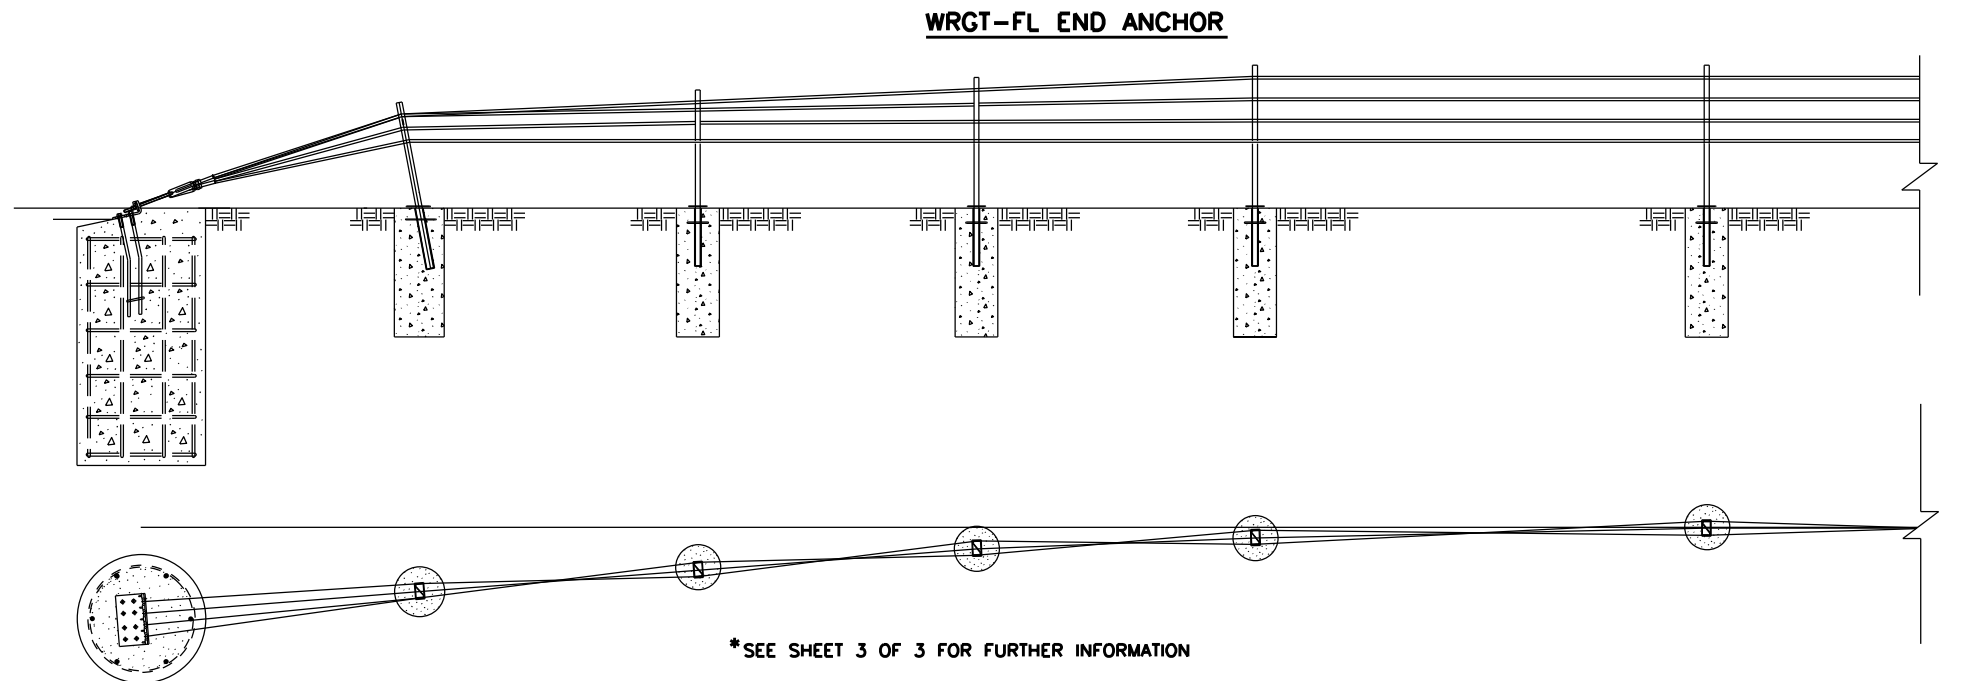 WRGT-FL END ANCHOR
*SEE SHEET 3 OF 3 FOR FURTHER INFORMATION